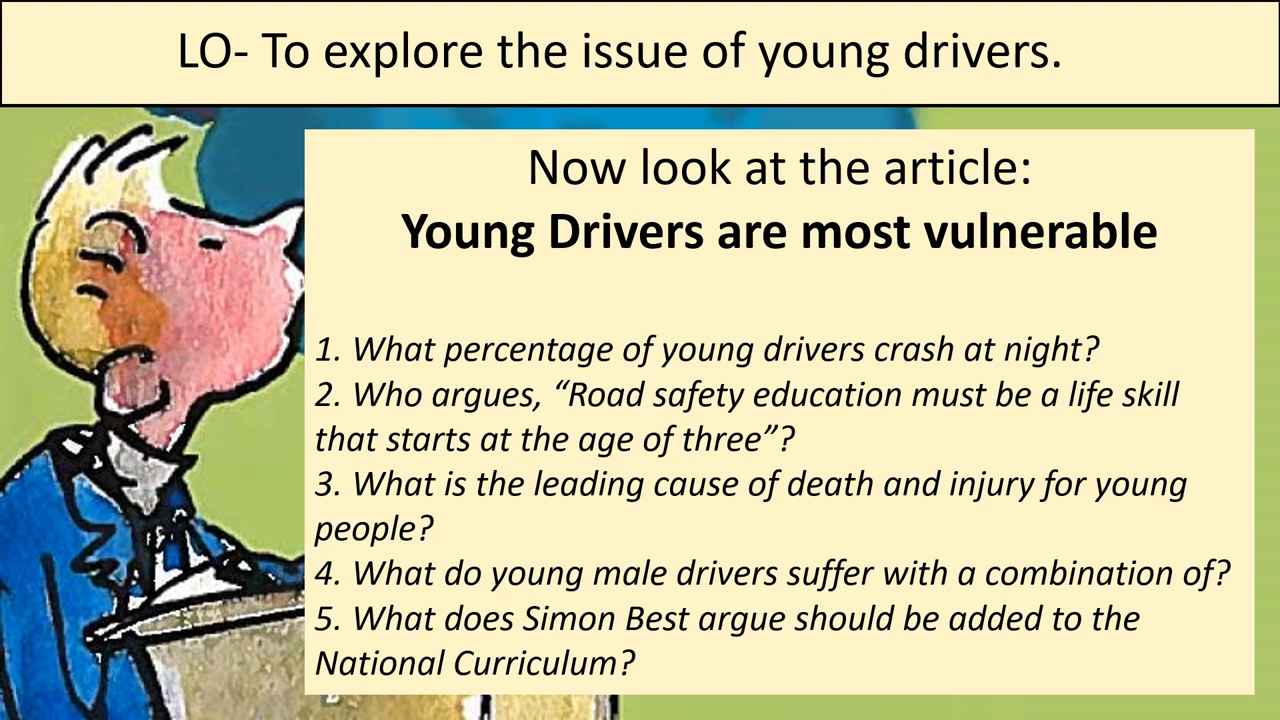 LO- To explore the issue of young drivers.
Now look at the article:
Young Drivers are most vulnerable
1. What percentage of young drivers crash at night?
2. Who argues, “Road safety education must be a life skill
that starts at the age of three”?
3. What is the leading cause of death and injury for young
people?
4. What do young male drivers suffer with a combination of?
5. What does Simon Best argue should be added to the
National Curriculum?